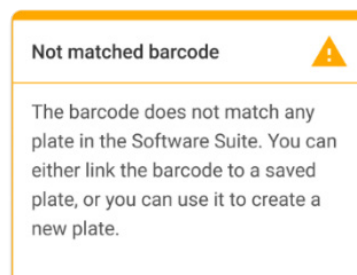 Not matched barcode
The barcode does not match any
plate in the Software Suite. You can
either link the barcode to a saved
plate, or you can use it to create a
new plate.